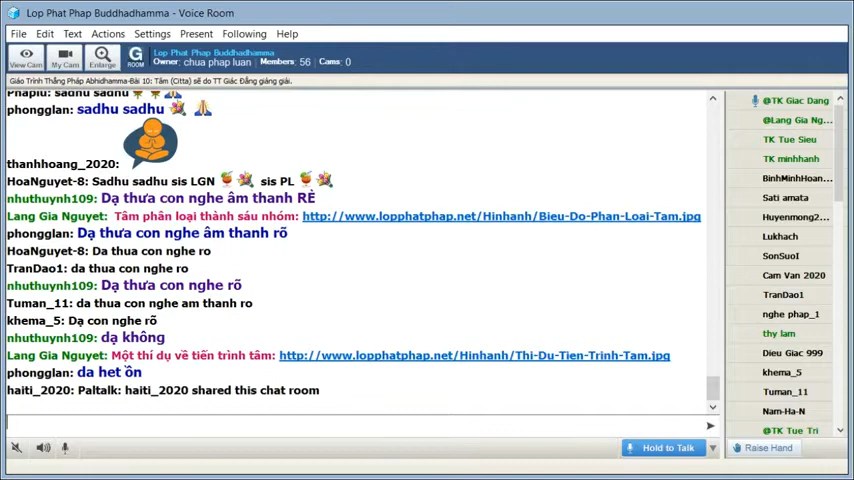 Lop Phat Phap Buddhadhamma - Voice Room
File Edit Text Actions Settings Present Following Help
View Cam My Cam Enlarge G ROOM
Lop Phat Phap Buddhadhamma
Owner: chua phap luan Members: 56 Cams: 0
Giáo Trình Thắng Pháp Abhidhamma-Bài 10: Tâm (Citta) sẽ do TT Giác Đẳng giảng giải.
Phaplu: sadhu sadhu
phongglan: sadhu sadhu
thanhhoang_2020:
HoaNguyet-8: Sadhu sadhu sis LGN sis PL
nhuthuynh109: Dạ thưa con nghe âm thanh RÈ
Lang Gia Nguyet: Tâm phân loại thành sáu nhóm: http://www.lopphatphap.net/Hinhanh/Bieu-Do-Phan-Loai-Tam.jpg
phongglan: Dạ thưa con nghe âm thanh rõ
HoaNguyet-8: Da thua con nghe ro
TranDao1: da thua con nghe ro
nhuthuynh109: Dạ thưa con nghe rõ
Tuman_11: da thua con nghe am thanh ro
khema_5: Dạ con nghe rõ
nhuthuynh109: dạ không
Lang Gia Nguyet: Một thí dụ về tiến trình tâm: http://www.lopphatphap.net/Hinhanh/Thi-Du-Tien-Trinh-Tam.jpg
phongglan: da het ồn
haiti_2020: Paltalk: haiti_2020 shared this chat room
@TK Giac Dang
@Lang Gia Ng...
TK Tue Sieu
TK minhhanh
BinhMinhHoan...
Sati amata
Huyenmong2...
Lukhach
SonSuoI
Cam Van 2020
TranDao1
nghe phap_1
thy lam
Dieu Giac 999
khema_5
Tuman_11
Nam-Ha-N
@TK Tue Tri
Hold to Talk
Raise Hand